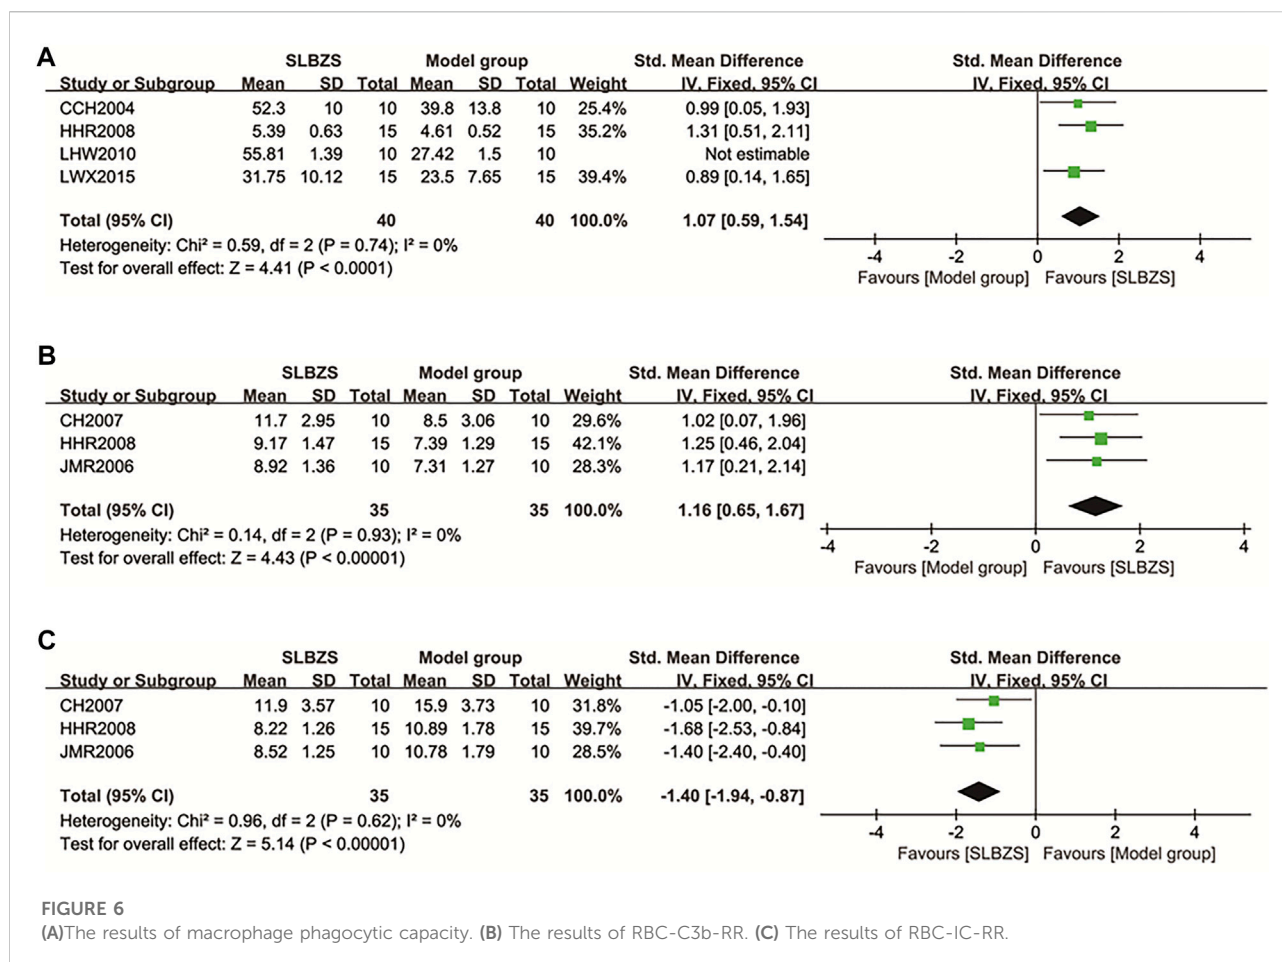 A
SLBZS Model group Std. Mean Difference Std. Mean Difference
Study or Subgroup Mean SD Total Mean SD Total Weight IV, Fixed, 95% CI IV, Fixed, 95% CI
CCH2004 52.3 10 10 39.8 13.8 10 25.4% 0.99 [0.05, 1.93]
HHR2008 5.39 0.63 15 4.61 0.52 15 35.2% 1.31 [0.51, 2.11]
LHW2010 55.81 1.39 10 27.42 1.5 10 Not estimable
LWX2015 31.75 10.12 15 23.5 7.65 15 39.4% 0.89 [0.14, 1.65]
Total (95% CI) 40 40 100.0% 1.07 [0.59, 1.54]
Heterogeneity: Chi² = 0.59, df = 2 (P = 0.74); I² = 0%
Test for overall effect: Z = 4.41 (P < 0.0001)
-4 -2 0 2 4
Favours [Model group] Favours [SLBZS]
B
SLBZS Model group Std. Mean Difference Std. Mean Difference
Study or Subgroup Mean SD Total Mean SD Total Weight IV, Fixed, 95% CI IV, Fixed, 95% CI
CH2007 11.7 2.95 10 8.5 3.06 10 29.6% 1.02 [0.07, 1.96]
HHR2008 9.17 1.47 15 7.39 1.29 15 42.1% 1.25 [0.46, 2.04]
JMR2006 8.92 1.36 10 7.31 1.27 10 28.3% 1.17 [0.21, 2.14]
Total (95% CI) 35 35 100.0% 1.16 [0.65, 1.67]
Heterogeneity: Chi² = 0.14, df = 2 (P = 0.93); I² = 0%
Test for overall effect: Z = 4.43 (P < 0.00001)
-4 -2 0 2 4
Favours [Model group] Favours [SLBZS]
C
SLBZS Model group Std. Mean Difference Std. Mean Difference
Study or Subgroup Mean SD Total Mean SD Total Weight IV, Fixed, 95% CI IV, Fixed, 95% CI
CH2007 11.9 3.57 10 15.9 3.73 10 31.8% -1.05 [-2.00, -0.10]
HHR2008 8.22 1.26 15 10.89 1.78 15 39.7% -1.68 [-2.53, -0.84]
JMR2006 8.52 1.25 10 10.78 1.79 10 28.5% -1.40 [-2.40, -0.40]
Total (95% CI) 35 35 100.0% -1.40 [-1.94, -0.87]
Heterogeneity: Chi² = 0.96, df = 2 (P = 0.62); I² = 0%
Test for overall effect: Z = 5.14 (P < 0.00001)
-4 -2 0 2 4
Favours [SLBZS] Favours [Model group]
FIGURE 6
(A)The results of macrophage phagocytic capacity. (B) The results of RBC-C3b-RR. (C) The results of RBC-IC-RR.